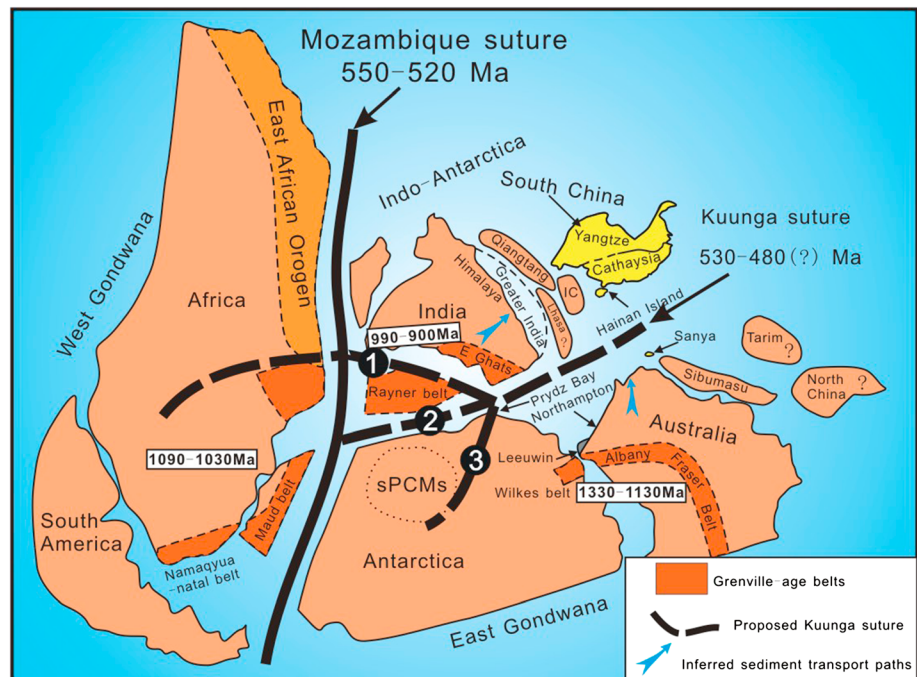 Mozambique suture
550-520 Ma
East African Orogen
Indo-Antarctica
South China
Yangtze
Cathaysia
Kuunga suture
530-480(?) Ma
West Gondwana
Africa
Qiangtang
Himalaya
Greater India
Lhasa ?
IC
Hainan Island
India
990-900Ma
E Ghats
1
Rayner belt
Sanya
Tarim ?
Sibumasu
North China ?
Prydz Bay
Northampton
2
Australia
3
1090-1030Ma
sPCMs
Leeuwin
Albany
Fraser Belt
Wilkes belt
1330-1130Ma
Maud belt
South
America
Namaqyua
-natal belt
Antarctica
East Gondwana
Grenville-age belts
Proposed Kuunga suture
Inferred sediment transport paths